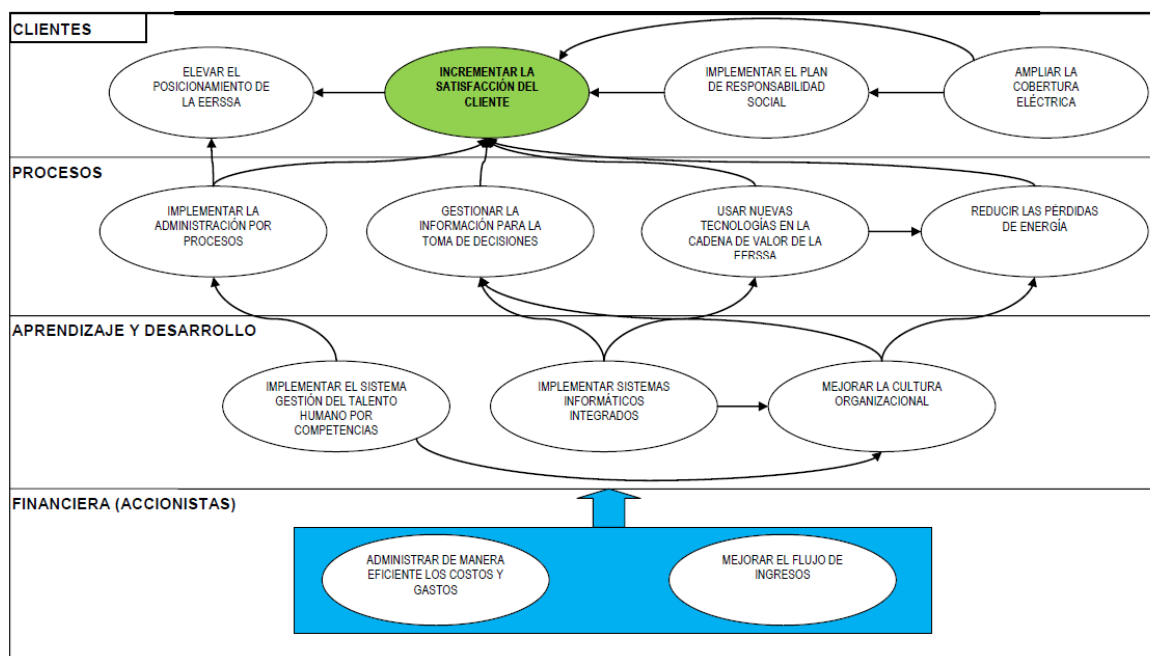 CLIENTES
ELEVAR EL
POSICIONAMIENTO DE
LA EERSSA
INCREMENTAR LA
SATISFACCIÓN DEL
CLIENTE
IMPLEMENTAR EL PLAN
DE RESPONSABILIDAD
SOCIAL
AMPLIAR LA
COBERTURA
ELÉCTRICA
PROCESOS
IMPLEMENTAR LA
ADMINISTRACIÓN POR
PROCESOS
GESTIONAR LA
INFORMACIÓN PARA LA
TOMA DE DECISIONES
USAR NUEVAS
TECNOLOGÍAS EN LA
CADENA DE VALOR DE LA
EERSSA
REDUCIR LAS PÉRDIDAS
DE ENERGÍA
APRENDIZAJE Y DESARROLLO
IMPLEMENTAR EL SISTEMA
GESTIÓN DEL TALENTO
HUMANO POR
COMPETENCIAS
IMPLEMENTAR SISTEMAS
INFORMÁTICOS
INTEGRADOS
MEJORAR LA CULTURA
ORGANIZACIONAL
FINANCIERA (ACCIONISTAS)
ADMINISTRAR DE MANERA
EFICIENTE LOS COSTOS Y
GASTOS
MEJORAR EL FLUJO DE
INGRESOS